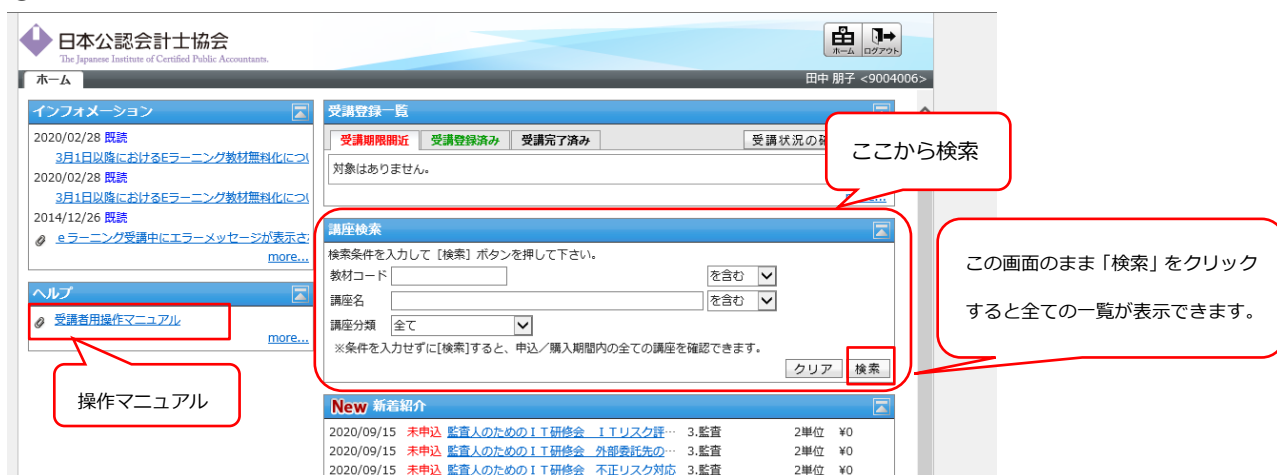 日本公認会計士協会
The Japanese Institute of Certified Public Accountants.
ホーム ログアウト
ホーム
田中 朋子 <9004006>
インフォメーション
2020/02/28 既読
3月1日以降におけるEラーニング教材無料化につい
2020/02/28 既読
3月1日以降におけるEラーニング教材無料化につい
2014/12/26 既読
eラーニング受講中にエラーメッセージが表示さ
more...
ヘルプ
受講者用操作マニュアル
more...
操作マニュアル
受講登録一覧
受講期限間近 受講登録済み 受講完了済み 受講状況の確
対象はありません。
ここから検索
講座検索
検索条件を入力して［検索］ボタンを押して下さい。
教材コード を含む
講座名 を含む
講座分類 全て
※条件を入力せずに[検索]すると、申込／購入期間内の全ての講座を確認できます。
クリア 検索
この画面のまま「検索」をクリック
すると全ての一覧が表示できます。
New 新着紹介
2020/09/15 未申込 監査人のためのＩＴ研修会 ＩＴリスク評… 3.監査 2単位 ¥0
2020/09/15 未申込 監査人のためのＩＴ研修会 外部委託先の… 3.監査 2単位 ¥0
2020/09/15 未申込 監査人のためのＩＴ研修会 不正リスク対応 3.監査 2単位 ¥0